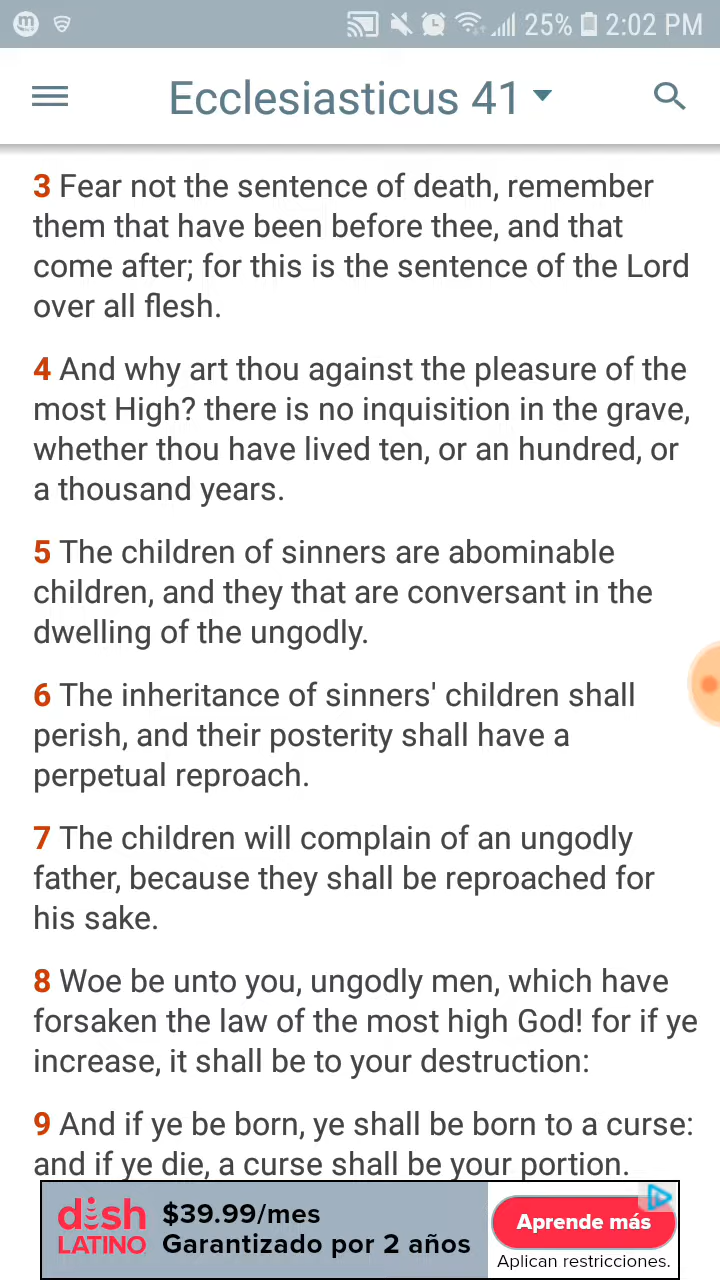 25% 2:02 PM
Ecclesiasticus 41
3 Fear not the sentence of death, remember
them that have been before thee, and that
come after; for this is the sentence of the Lord
over all flesh.
4 And why art thou against the pleasure of the
most High? there is no inquisition in the grave,
whether thou have lived ten, or an hundred, or
a thousand years.
5 The children of sinners are abominable
children, and they that are conversant in the
dwelling of the ungodly.
6 The inheritance of sinners' children shall
perish, and their posterity shall have a
perpetual reproach.
7 The children will complain of an ungodly
father, because they shall be reproached for
his sake.
8 Woe be unto you, ungodly men, which have
forsaken the law of the most high God! for if ye
increase, it shall be to your destruction:
9 And if ye be born, ye shall be born to a curse:
and if ye die, a curse shall be your portion.
dish
LATINO
$39.99/mes
Garantizado por 2 años
Aprende más
Aplican restricciones.